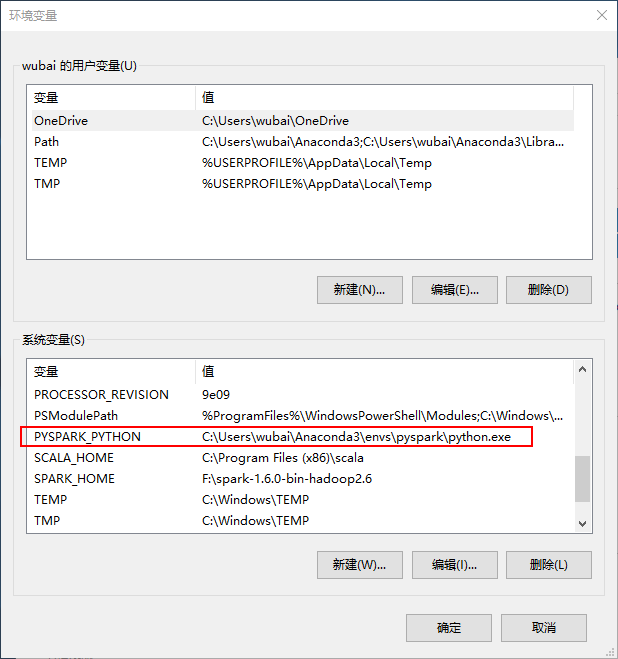 环境变量
wubai 的用户变量(U)
变量 值
OneDrive C:\Users\wubai\OneDrive
Path C:\Users\wubai\Anaconda3;C:\Users\wubai\Anaconda3\Libra...
TEMP %USERPROFILE%\AppData\Local\Temp
TMP %USERPROFILE%\AppData\Local\Temp
新建(N)... 编辑(E)... 删除(D)
系统变量(S)
变量 值
PROCESSOR_REVISION 9e09
PSModulePath %ProgramFiles%\WindowsPowerShell\Modules;C:\Windows\...
PYSPARK_PYTHON C:\Users\wubai\Anaconda3\envs\pyspark\python.exe
SCALA_HOME C:\Program Files (x86)\scala
SPARK_HOME F:\spark-1.6.0-bin-hadoop2.6
TEMP C:\Windows\TEMP
TMP C:\Windows\TEMP
新建(W)... 编辑(I)... 删除(L)
确定 取消